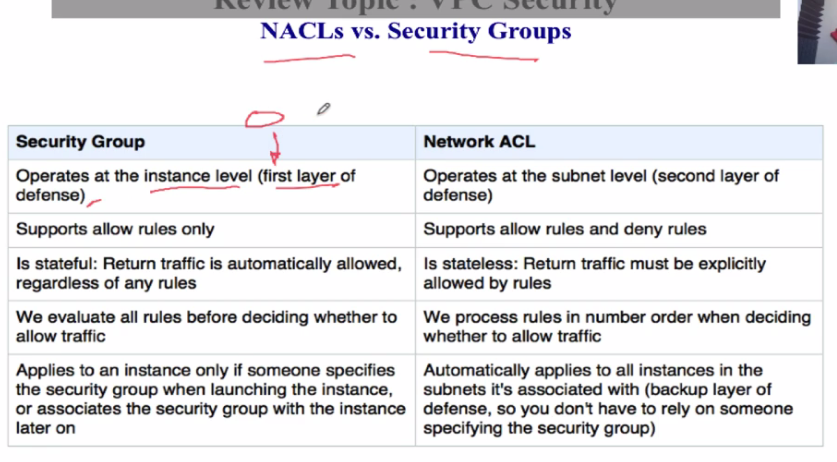 Review Topic : VPC Security
NACLs vs. Security Groups
Security Group
Network ACL
Operates at the instance level (first layer of
defense)
Operates at the subnet level (second layer of
defense)
Supports allow rules only
Supports allow rules and deny rules
Is stateful: Return traffic is automatically allowed,
regardless of any rules
Is stateless: Return traffic must be explicitly
allowed by rules
We evaluate all rules before deciding whether to
allow traffic
We process rules in number order when deciding
whether to allow traffic
Applies to an instance only if someone specifies
the security group when launching the instance,
or associates the security group with the instance
later on
Automatically applies to all instances in the
subnets it's associated with (backup layer of
defense, so you don't have to rely on someone
specifying the security group)